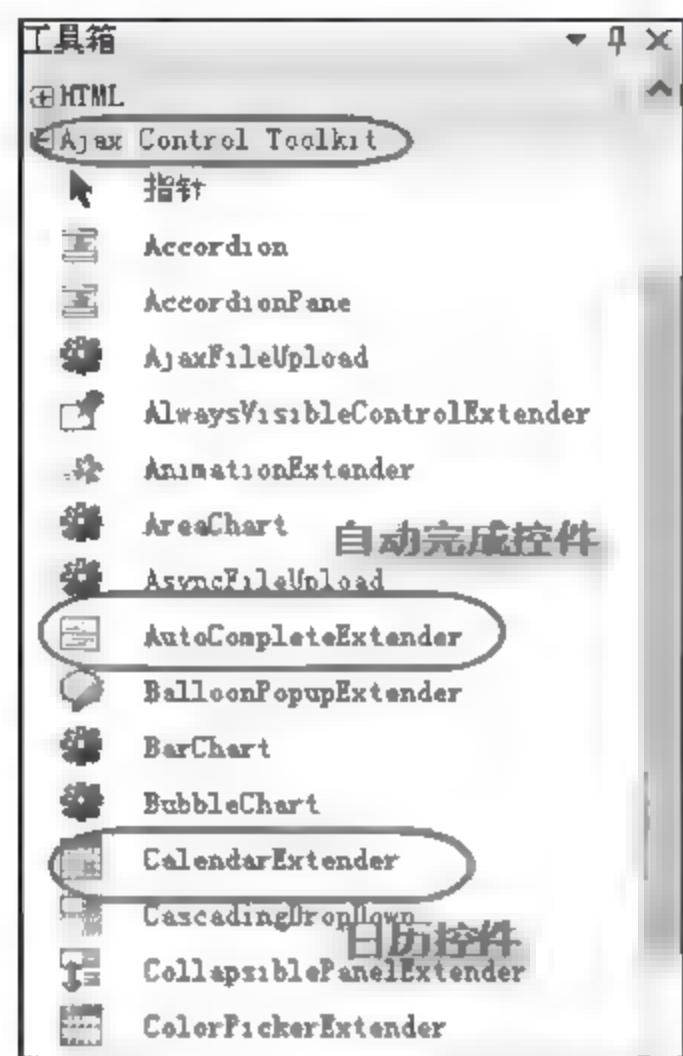 工具箱
HTML
Ajax Control Toolkit
指针
Accordion
AccordionPane
AjaxFileUpload
AlwaysVisibleControlExtender
AnimationExtender
AreaChart
自动完成控件
AsyncFileUpload
AutoCompleteExtender
BalloonPopupExtender
BarChart
BubbleChart
CalendarExtender
CascadingDropDown
日历控件
CollapsiblePanelExtender
ColorPickerExtender